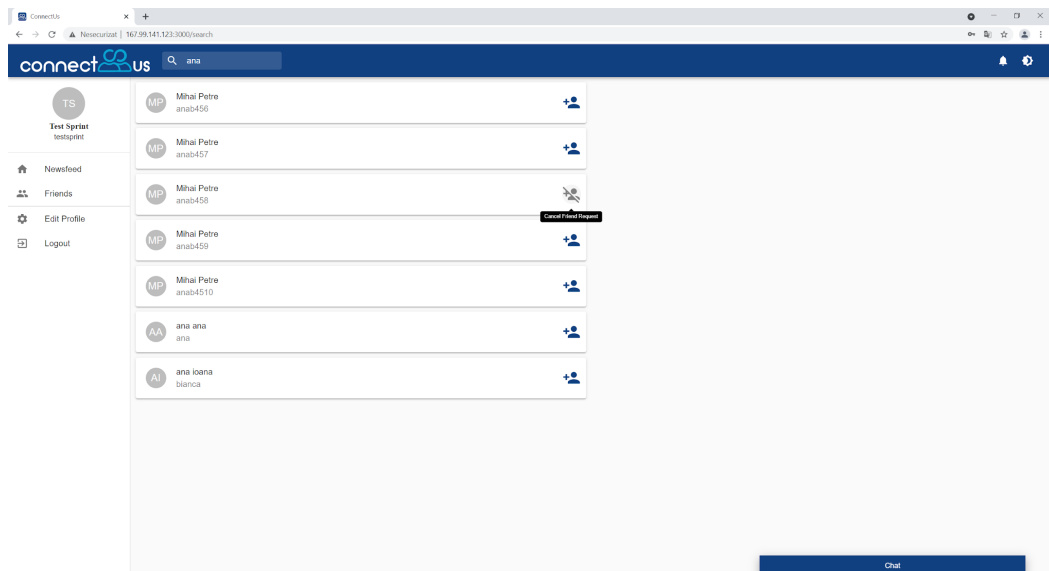 ConnectUs
Nesecurizat | 167.99.141.123:3000/search
connect us
ana
TS
Test Sprint
testsprint
Newsfeed
Friends
Edit Profile
Logout
MP
Mihai Petre
anab456
MP
Mihai Petre
anab457
MP
Mihai Petre
anab458
Cancel Friend Request
MP
Mihai Petre
anab459
MP
Mihai Petre
anab4510
AA
ana ana
ana
AI
ana ioana
bianca
Chat